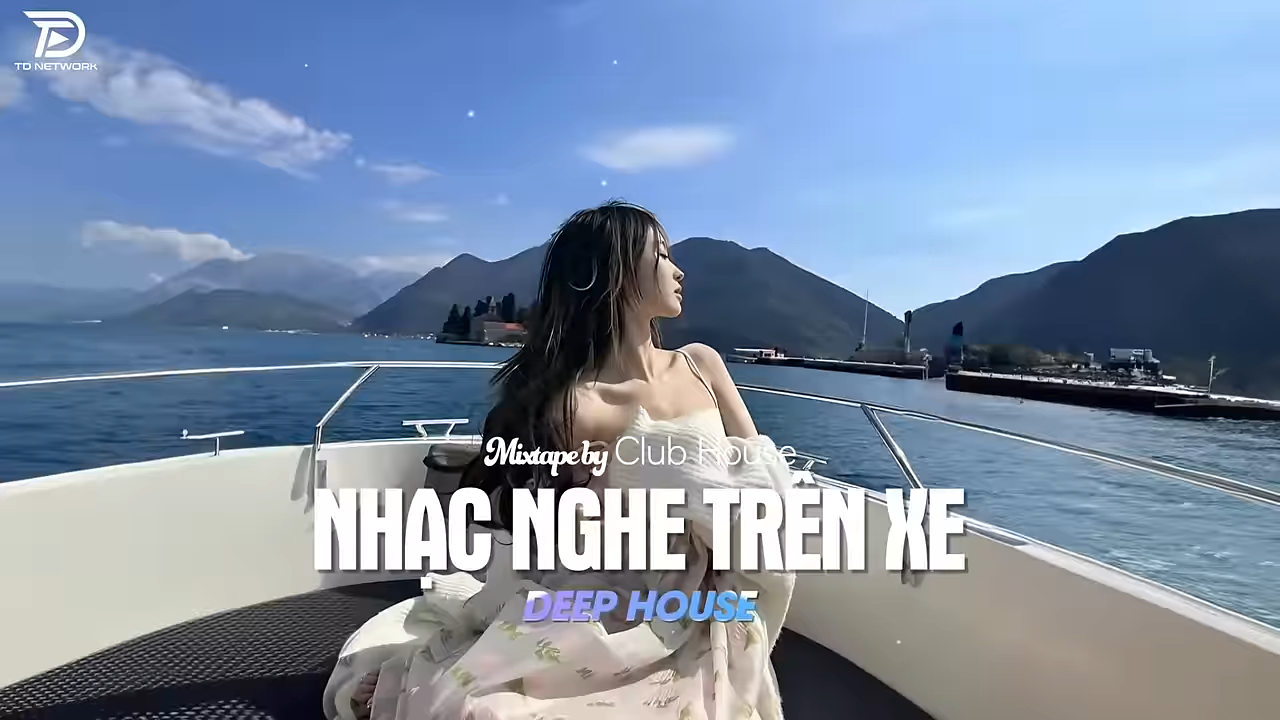 TD NETWORK
Mixtape by Club House
NHẠC NGHE TRÊN XE
DEEP HOUSE